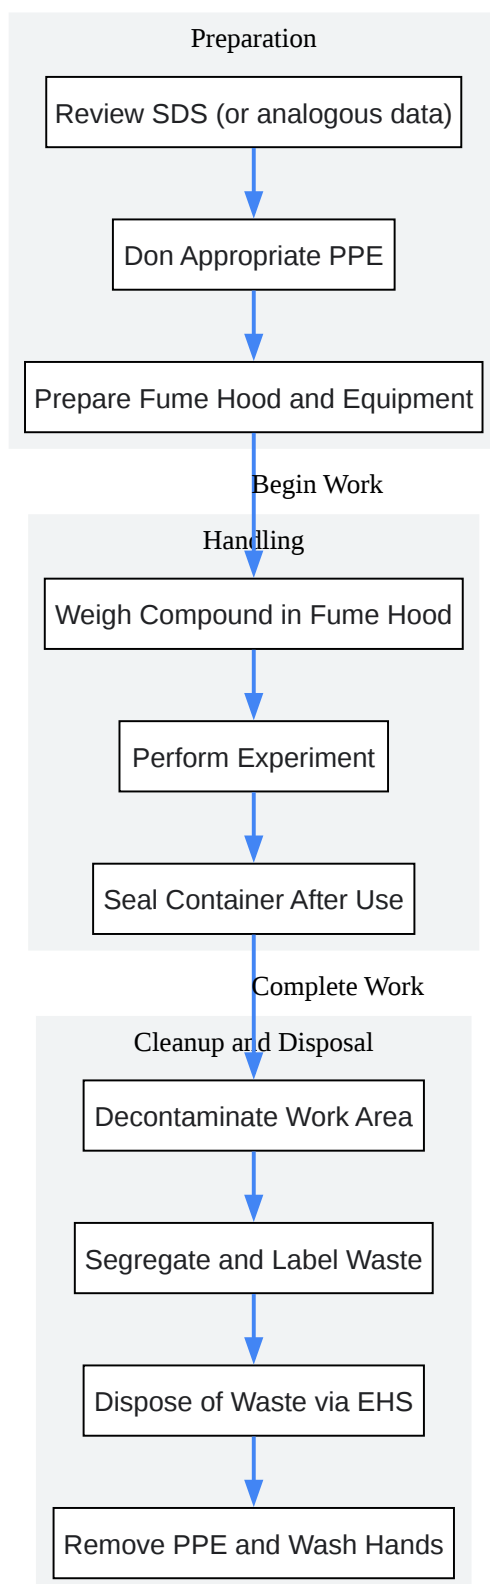 Preparation
Review SDS (or analogous data)
Don Appropriate PPE
Prepare Fume Hood and Equipment
Begin Work
Handling
Weigh Compound in Fume Hood
Perform Experiment
Seal Container After Use
Complete Work
Cleanup and Disposal
Decontaminate Work Area
Segregate and Label Waste
Dispose of Waste via EHS
Remove PPE and Wash Hands